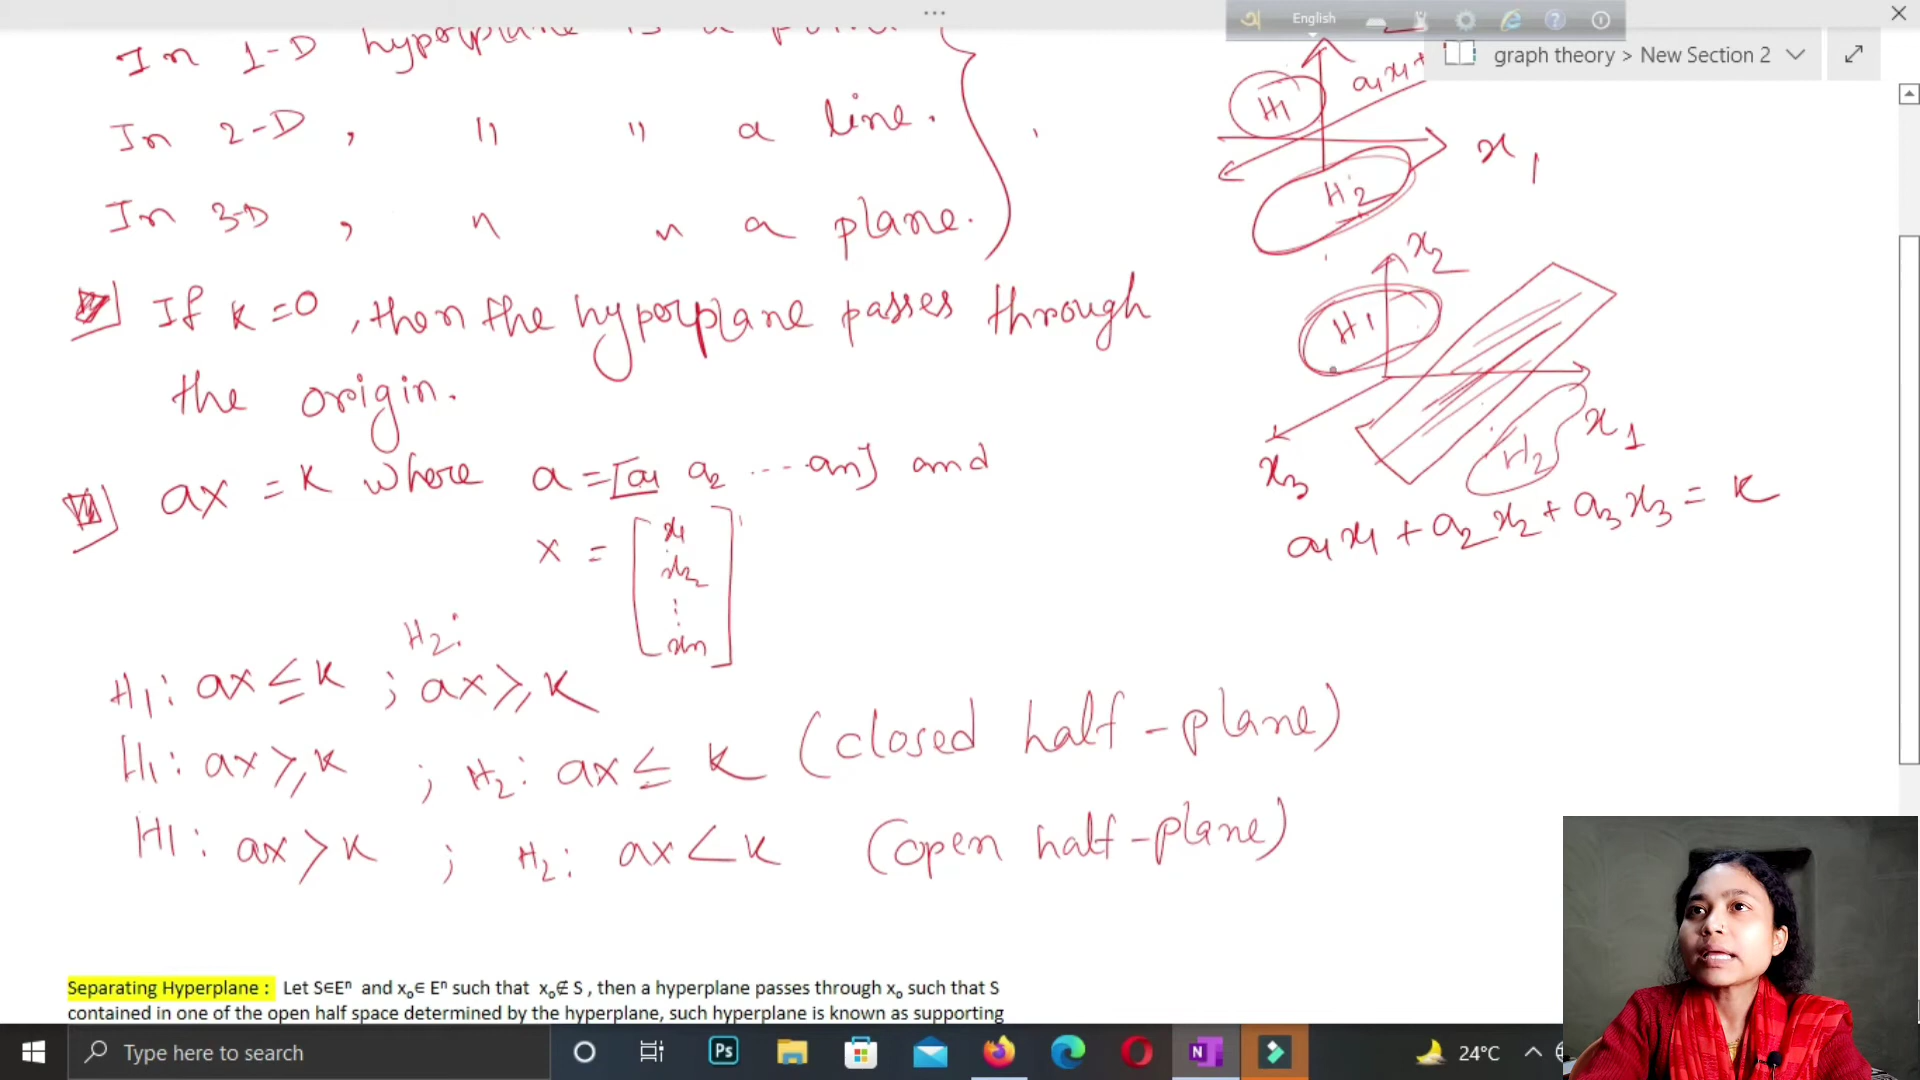 English
graph theory > New Section 2
In 1-D hyperplane is a point
In 2-D, " " a line.
In 3D, " " a plane.
If K = 0, then the hyperplane passes through
the origin.
ax = K where a = [a1 a2 ....an] and
X = [x1
x2
⋮
xn]
H2:
H1: ax ≤ K ; ax ≥ K
H1: ax ≥ K ; H2: ax ≤ K (closed half-plane)
H1: ax > K ; H2: ax < K (open half-plane)
a1x1+
H1
x1
H2
x2
H1
x1
H2
x3
a1x1 + a2x2 + a3x3 = K
Separating Hyperplane : Let S∈Eⁿ and x₀∈ Eⁿ such that x₀∉ S , then a hyperplane passes through x₀ such that S
contained in one of the open half space determined by the hyperplane, such hyperplane is known as supporting
Type here to search
Ps
N
24°C